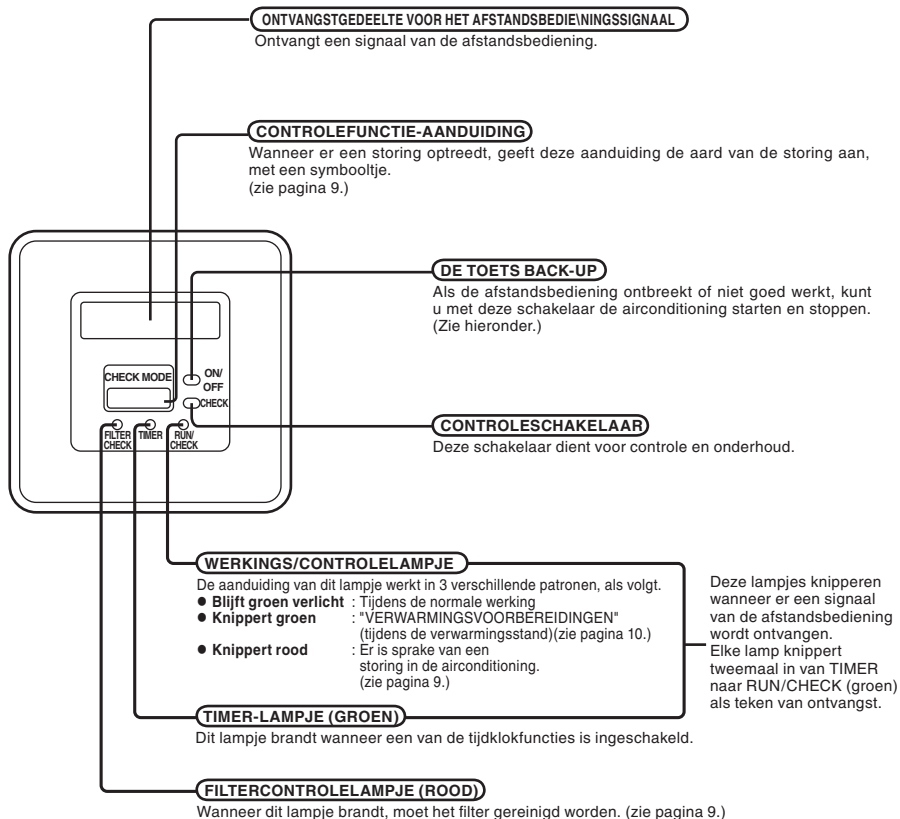 ONTVANGSTGEDEELTE VOOR HET AFSTANDSBEDIE\NINGSSIGNAAL
Ontvangt een signaal van de afstandsbediening.
CONTROLEFUNCTIE-AANDUIDING
Wanneer er een storing optreedt, geeft deze aanduiding de aard van de storing aan,
met een symbooltje.
(zie pagina 9.)
DE TOETS BACK-UP
Als de afstandsbediening ontbreekt of niet goed werkt, kunt
u met deze schakelaar de airconditioning starten en stoppen.
(Zie hieronder.)
CHECK MODE
ON/
OFF
CHECK
FILTER
CHECK
TIMER
RUN/
CHECK
CONTROLESCHAKELAAR
Deze schakelaar dient voor controle en onderhoud.
WERKINGS/CONTROLELAMPJE
De aanduiding van dit lampje werkt in 3 verschillende patronen, als volgt.
● Blijft groen verlicht : Tijdens de normale werking
● Knippert groen : "VERWARMINGSVOORBEREIDINGEN"
(tijdens de verwarmingsstand)(zie pagina 10.)
● Knippert rood : Er is sprake van een
storing in de airconditioning.
(zie pagina 9.)
Deze lampjes knipperen
wanneer er een signaal
van de afstandsbediening
wordt ontvangen.
Elke lamp knippert
tweemaal in van TIMER
naar RUN/CHECK (groen)
als teken van ontvangst.
TIMER-LAMPJE (GROEN)
Dit lampje brandt wanneer een van de tijdklokfuncties is ingeschakeld.
FILTERCONTROLELAMPJE (ROOD)
Wanneer dit lampje brandt, moet het filter gereinigd worden. (zie pagina 9.)